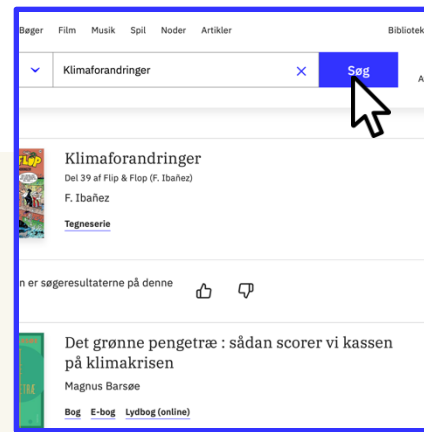 Bøger Film Musik Spil Noder Artikler Bibliotek
Klimaforandringer Søg
A
FLOP
Klimaforandringer
Del 39 af Flip & Flop (F. Ibañez)
F. Ibañez
Tegneserie
n er søgeresultaterne på denne
Det grønne pengetræ : sådan scorer vi kassen
på klimakrisen
Magnus Barsøe
Bog E-bog Lydbog (online)